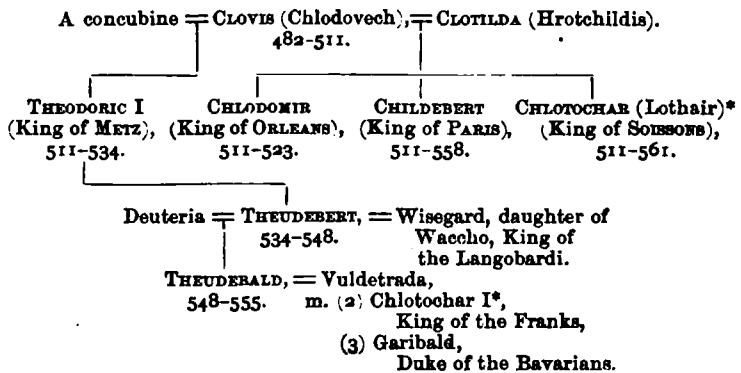 A concubine = CLOVIS (Chlodovech), = CLOTILDA (Hrotchildis).
482-511.
THEODORIC I CHLODOMIR CHILDEBERT CHLOTOCHAR (Lothair)*
(King of METZ), (King of ORLEANS), (King of PARIS), (King of SOISSONS),
511-534. 511-523. 511-558. 511-561.
Deuteria = THEUDEBERT, = Wisegard, daughter of
534-548. Waccho, King of
the Langobardi.
THEUDEBALD, = Vuldetrada,
548-555. m. (2) Chlotochar I*,
King of the Franks,
(3) Garibald,
Duke of the Bavarians.